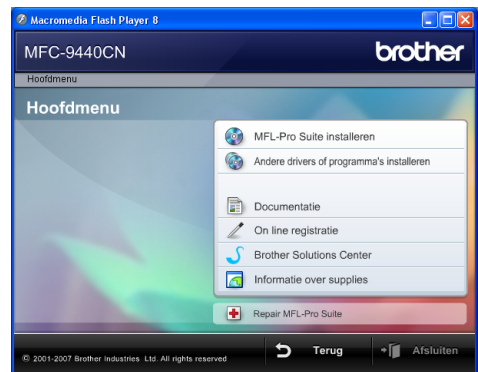 Macromedia Flash Player 8
MFC-9440CN
brother
Hoofdmenu
Hoofdmenu
MFL-Pro Suite installeren
Andere drivers of programma's installeren
Documentatie
On line registratie
Brother Solutions Center
Informatie over supplies
Repair MFL-Pro Suite
© 2001-2007 Brother Industries Ltd. All rights reserved
Terug
Afsluiten